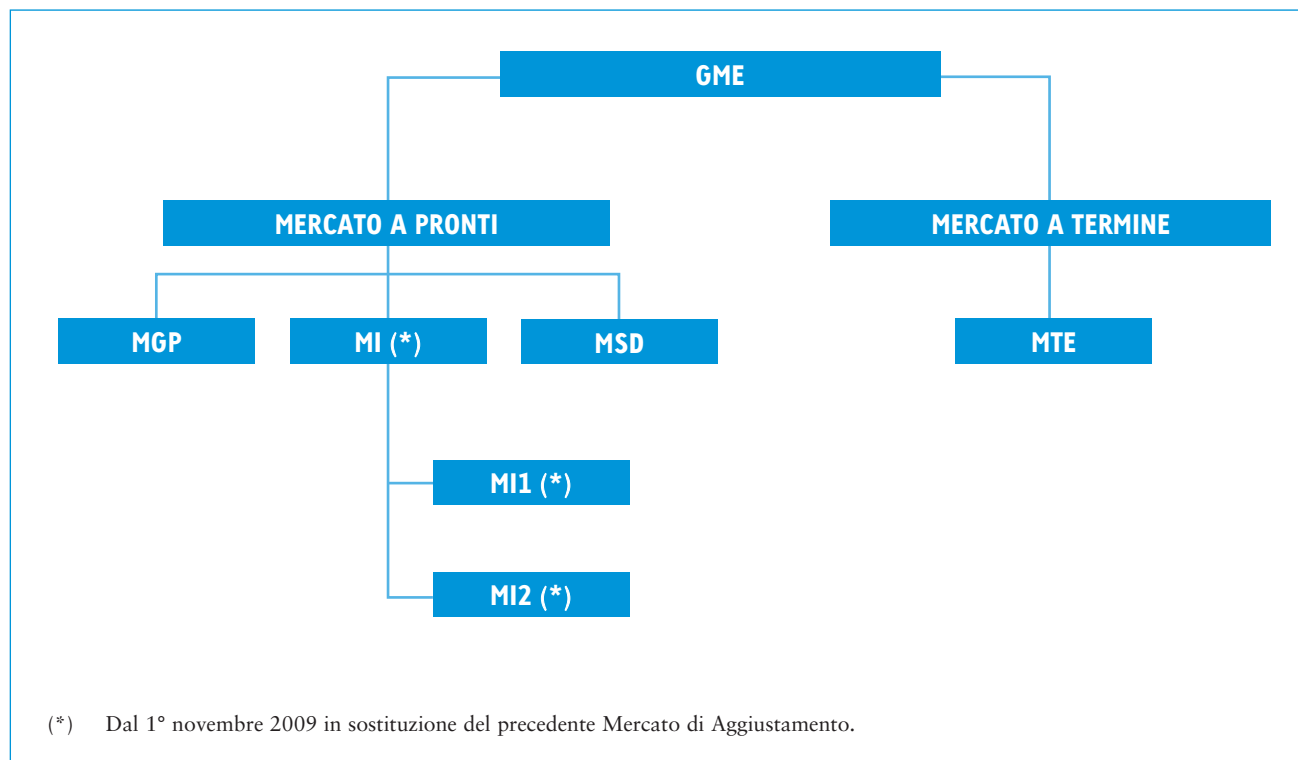 GME
MERCATO A PRONTI
MERCATO A TERMINE
MGP
MI (*)
MSD
MTE
MI1 (*)
MI2 (*)
(*) Dal 1° novembre 2009 in sostituzione del precedente Mercato di Aggiustamento.